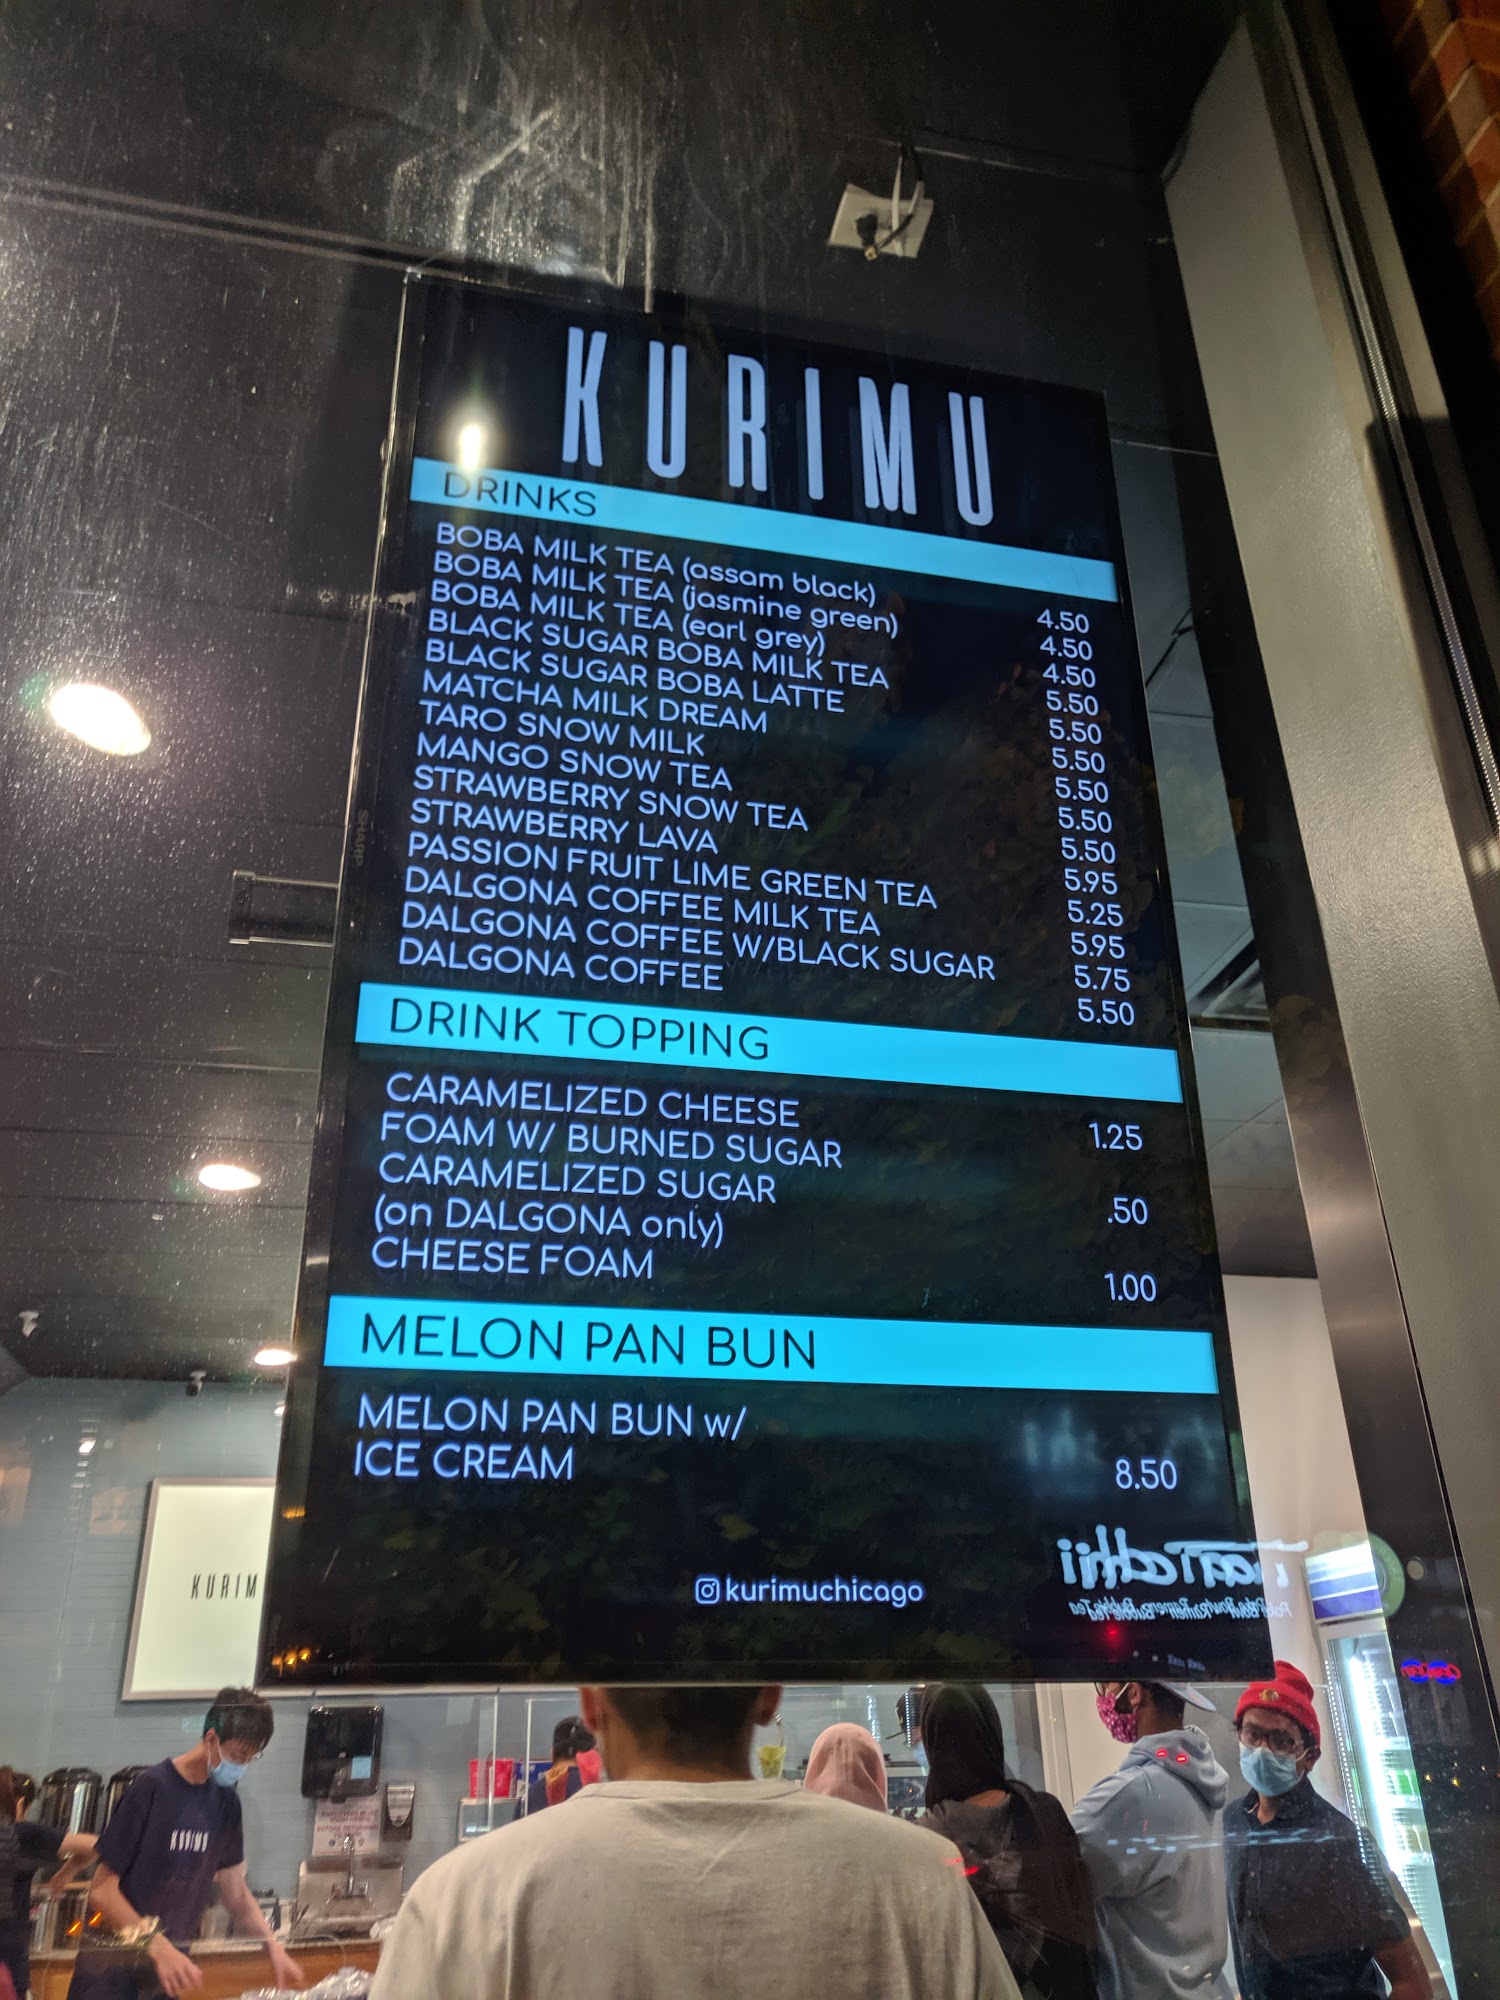 KURIMU
DRINKS
BOBA MILK TEA (assam black) 4.50
BOBA MILK TEA (jasmine green) 4.50
BOBA MILK TEA (earl grey) 4.50
BLACK SUGAR BOBA MILK TEA 5.50
BLACK SUGAR BOBA LATTE 5.50
MATCHA MILK DREAM 5.50
TARO SNOW MILK 5.50
MANGO SNOW TEA 5.50
STRAWBERRY SNOW TEA 5.50
STRAWBERRY LAVA 5.95
PASSION FRUIT LIME GREEN TEA 5.25
DALGONA COFFEE MILK TEA 5.95
DALGONA COFFEE W/BLACK SUGAR 5.75
DALGONA COFFEE 5.50
DRINK TOPPING
CARAMELIZED CHEESE 1.25
FOAM W/ BURNED SUGAR
CARAMELIZED SUGAR .50
(on DALGONA only)
CHEESE FOAM 1.00
MELON PAN BUN
MELON PAN BUN w/
ICE CREAM 8.50
kurimuchicago
SHARP
KURIM
KURIMU